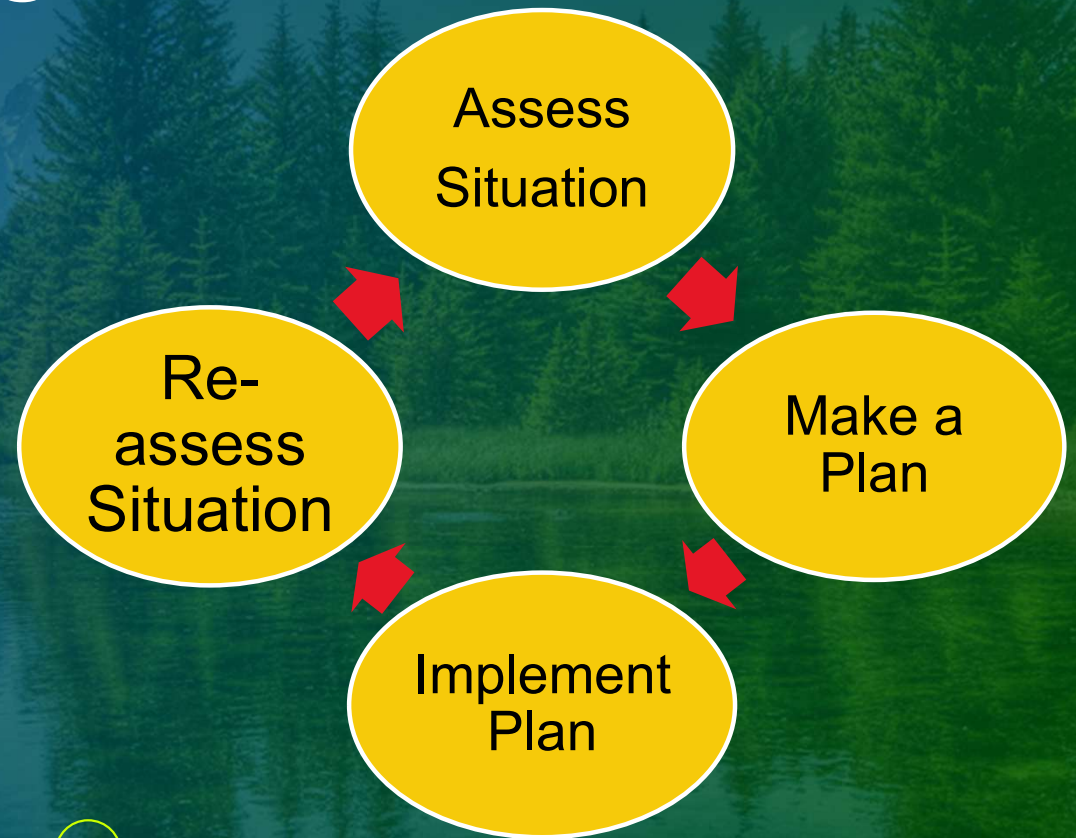 Assess
Situation
Make a
Plan
Implement
Plan
Re-
assess
Situation